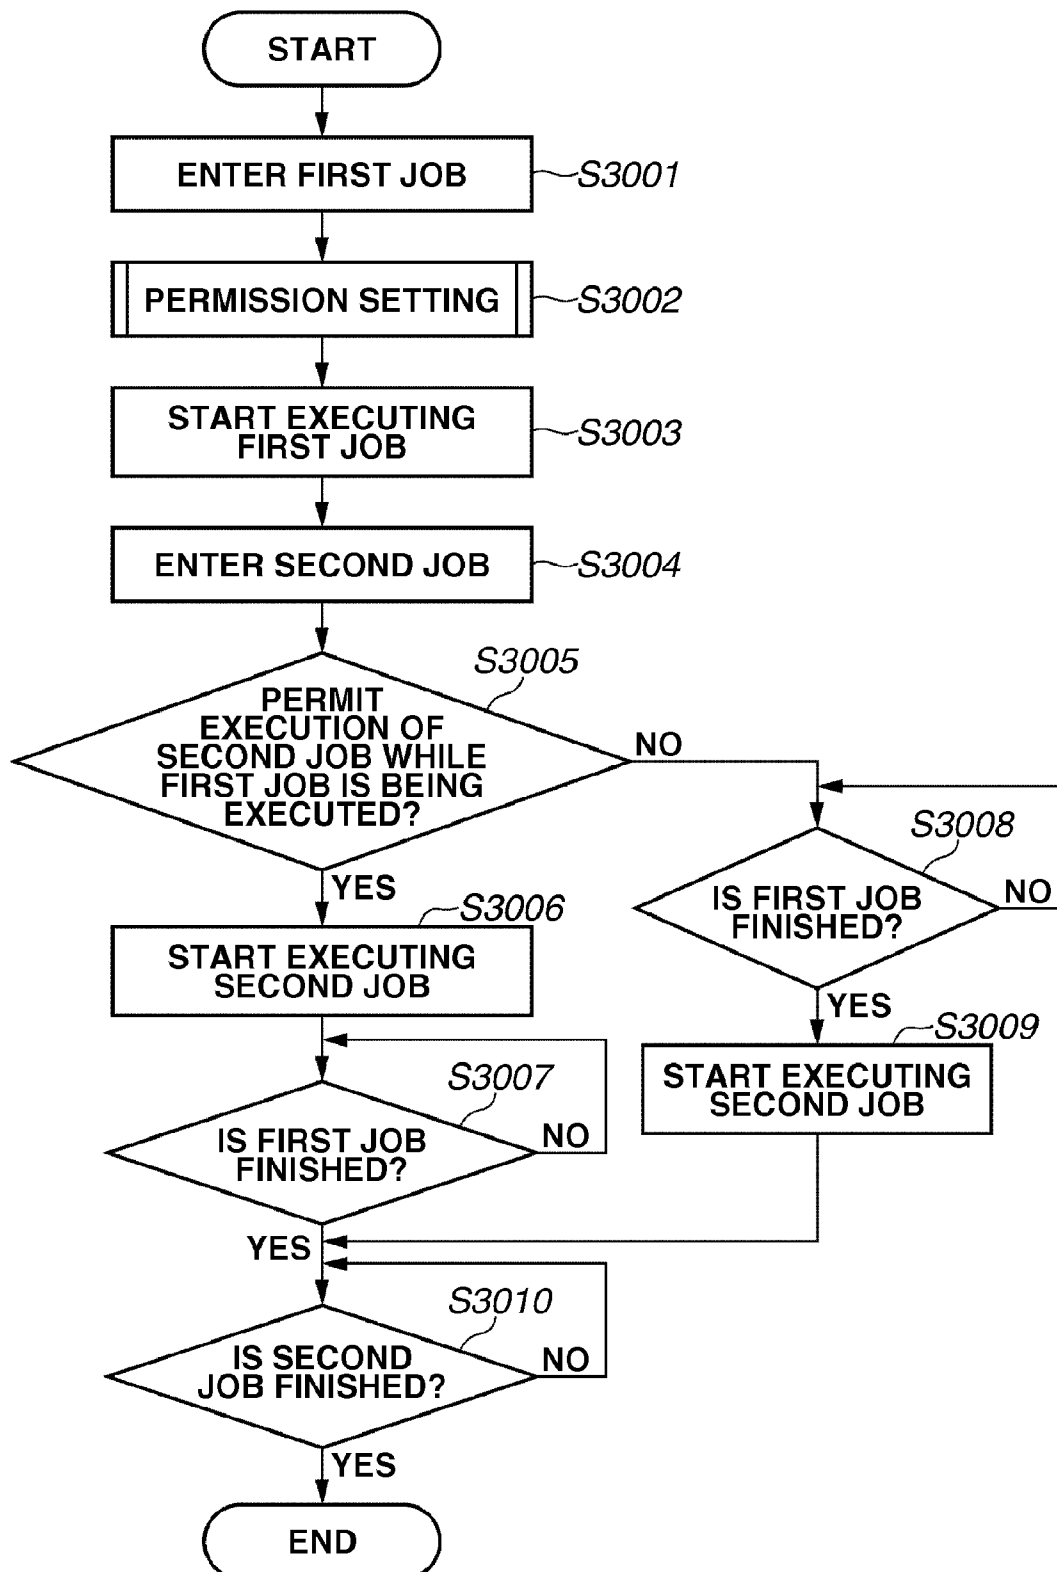 START
ENTER FIRST JOB
S3001
PERMISSION SETTING
S3002
START EXECUTING
FIRST JOB
S3003
ENTER SECOND JOB
S3004
S3005
PERMIT
EXECUTION OF
SECOND JOB WHILE
FIRST JOB IS BEING
EXECUTED?
NO
YES
S3008
IS FIRST JOB
FINISHED?
NO
YES
S3006
START EXECUTING
SECOND JOB
S3009
START EXECUTING
SECOND JOB
S3007
IS FIRST JOB
FINISHED?
NO
YES
S3010
IS SECOND
JOB FINISHED?
NO
YES
END